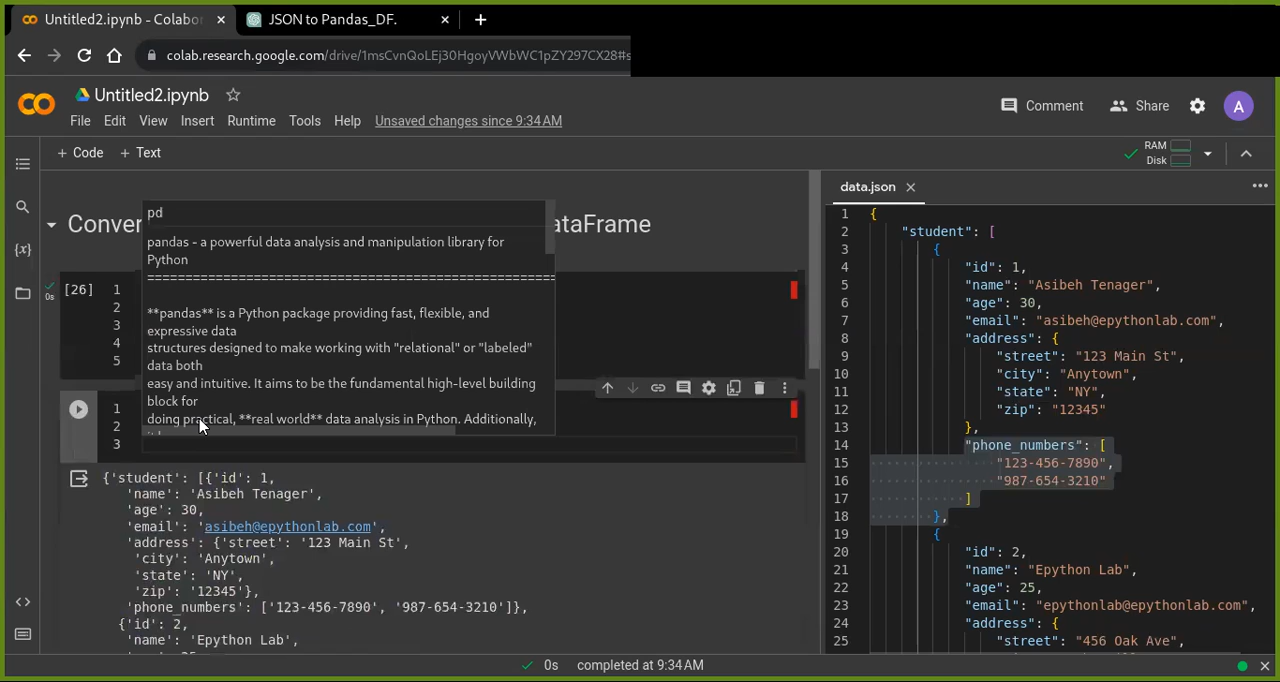 Untitled2.ipynb - Colabor
JSON to Pandas_DF.
colab.research.google.com/drive/1msCvnQoLEj30HgoyVWbWC1pZY297CX28#s
Untitled2.ipynb
Comment
Share
A
File Edit View Insert Runtime Tools Help Unsaved changes since 9:34 AM
+ Code + Text
RAM
Disk
data.json
Conver
ataFrame
pd
pandas - a powerful data analysis and manipulation library for
Python
=====================================================
**pandas** is a Python package providing fast, flexible, and
expressive data
structures designed to make working with "relational" or "labeled"
data both
easy and intuitive. It aims to be the fundamental high-level building
block for
doing practical, **real world** data analysis in Python. Additionally,
[26]
0s
1
2
3
4
5
1
2
3
{'student': [{'id': 1,
'name': 'Asibeh Tenager',
'age': 30,
'email': 'asibeh@epythonlab.com',
'address': {'street': '123 Main St',
'city': 'Anytown',
'state': 'NY',
'zip': '12345'},
'phone_numbers': ['123-456-7890', '987-654-3210']},
{'id': 2,
'name': 'Epython Lab',
1 {
2 "student": [
3 {
4 "id": 1,
5 "name": "Asibeh Tenager",
6 "age": 30,
7 "email": "asibeh@epythonlab.com",
8 "address": {
9 "street": "123 Main St",
10 "city": "Anytown",
11 "state": "NY",
12 "zip": "12345"
13 },
14 "phone_numbers": [
15 "123-456-7890",
16 "987-654-3210"
17 ]
18 },
19 {
20 "id": 2,
21 "name": "Epython Lab",
22 "age": 25,
23 "email": "epythonlab@epythonlab.com",
24 "address": {
25 "street": "456 Oak Ave",
0s completed at 9:34 AM